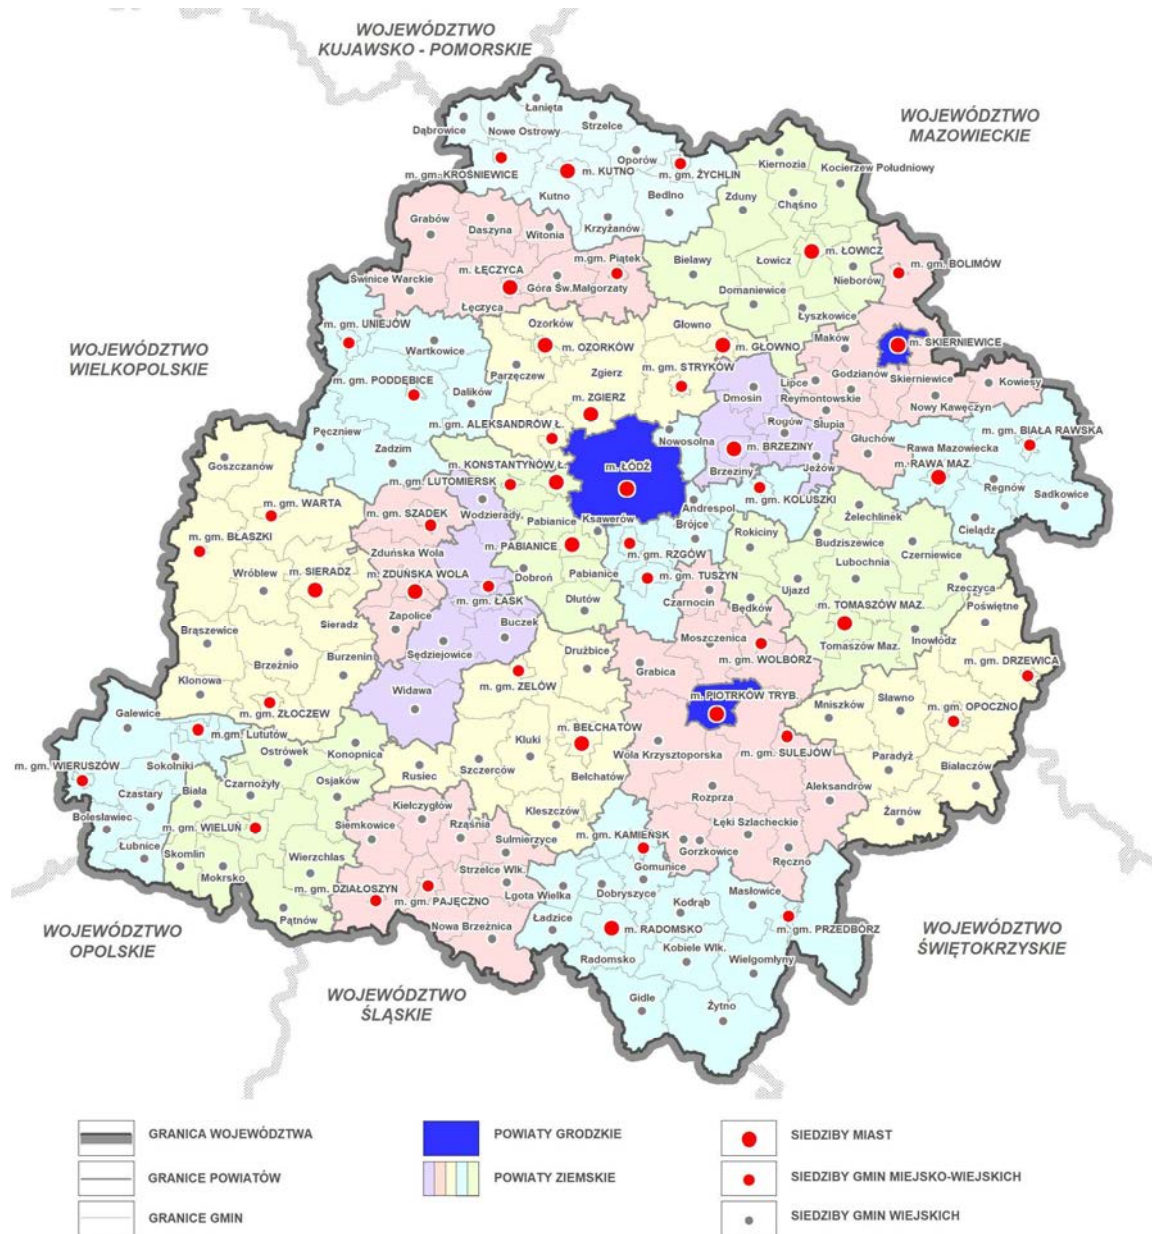 WOJEWÓDZTWO
KUJAWSKO - POMORSKIE
WOJEWÓDZTWO
MAZOWIECKIE
Łanięta
Dąbrowice
Nowe Ostrowy
Strzelce
Oporów
m. gm. KROŚNIEWICE
m. KUTNO
m. gm. ŻYCHLIN
Kutno
Bedlno
Krzyżanów
Kiernozia
Kocierzew Południowy
Chąśno
Zduny
Łowicz
m. ŁOWICZ
Bielawy
Nieborów
Domaniewice
Łyszkowice
m. gm. BOLIMÓW
Grabów
Daszyna
Witonia
m. ŁĘCZYCA
m.gm. Piątek
Świnice Warckie
Góra Św.Małgorzaty
Łęczyca
WOJEWÓDZTWO
WIELKOPOLSKIE
m. gm. UNIEJÓW
Wartkowice
m. gm. PODDĘBICE
Dalików
Pęczniew
Zadzim
Ozorków
m. OZORKÓW
Głowno
m. GŁOWNO
Parzęczew
Zgierz
m. gm. STRYKÓW
m. ZGIERZ
m. gm. ALEKSANDRÓW Ł.
Maków
m. SKIERNIEWICE
Godzianów
Skierniewice
Lipce
Reymontowskie
Kowiesy
Nowy Kawęczyn
Słupia
Głuchów
Dmosin
Rogów
m. BRZEZINY
Brzeziny
Jeżów
Nowosolna
Rawa Mazowiecka
m. gm. BIAŁA RAWSKA
m. RAWA MAZ.
Regnów
Sadkowice
Cielądz
m. ŁÓDŹ
m. KONSTANTYNÓW Ł.
m. gm. LUTOMIERSK
m. gm. KOLUSZKI
Andrespol
Brójce
Ksawerów
Pabianice
m. PABIANICE
m. gm. RZGÓW
m. gm. TUSZYN
Dobroń
Pabianice
Dłutów
Goszczanów
m. gm. WARTA
m. gm. BŁASZKI
Wróblew
m. SIERADZ
Sieradz
Brąszewice
Brzeźnio
Burzenin
Klonowa
m. gm. ZŁOCZEW
m. gm. SZADEK
Zduńska Wola
m. ZDUŃSKA WOLA
Zapolice
Wodzierady
m. gm. ŁASK
Buczek
Sędziejowice
Widawa
Żelechlinek
Rokiciny
Budziszewice
Czerniewice
Lubochnia
Ujazd
Rzeczyca
Będków
m. TOMASZÓW MAZ.
Inowłódz
Tomaszów Maz.
Poświętne
m. gm. DRZEWICA
Sławno
Mniszków
m. gm. OPOCZNO
Paradyż
Białaczów
Żarnów
Czarnocin
Moszczenica
m. gm. WOLBÓRZ
Grabica
m. PIOTRKÓW TRYB.
Wola Krzysztoporska
m. gm. SULEJÓW
Rozprza
Aleksandrów
Łęki Szlacheckie
Gorzkowice
Ręczno
Drużbice
m. gm. ZELÓW
Kluki
m. BEŁCHATÓW
Szczerców
Bełchatów
Rusiec
Kleszczów
Galewice
m.gm. Lututów
m. gm. WIERUSZÓW
Sokolniki
Czastary
Bolesławiec
Łubnice
Ostrówek
Konopnica
Czarnożyły
Osjaków
Biała
m. gm. WIELUŃ
Skomlin
Wierzchlas
Mokrsko
Pątnów
Kiełczygłów
Siemkowice
Rząśnia
Sulmierzyce
Strzelce Wlk.
m. gm. DZIAŁOSZYN
m. gm. PAJĘCZNO
Nowa Brzeźnica
m. gm. KAMIEŃSK
Gomunice
Lgota Wielka
Dobryszyce
Masłowice
Kodrąb
Ładzice
m. RADOMSKO
m. gm. PRZEDBÓRZ
Radomsko
Kobiele Wlk.
Wielgomłyny
Gidle
Żytno
WOJEWÓDZTWO
OPOLSKIE
WOJEWÓDZTWO
ŚLĄSKIE
WOJEWÓDZTWO
ŚWIĘTOKRZYSKIE
GRANICA WOJEWÓDZTWA
POWIATY GRODZKIE
SIEDZIBY MIAST
GRANICE POWIATÓW
POWIATY ZIEMSKIE
SIEDZIBY GMIN MIEJSKO-WIEJSKICH
GRANICE GMIN
SIEDZIBY GMIN WIEJSKICH